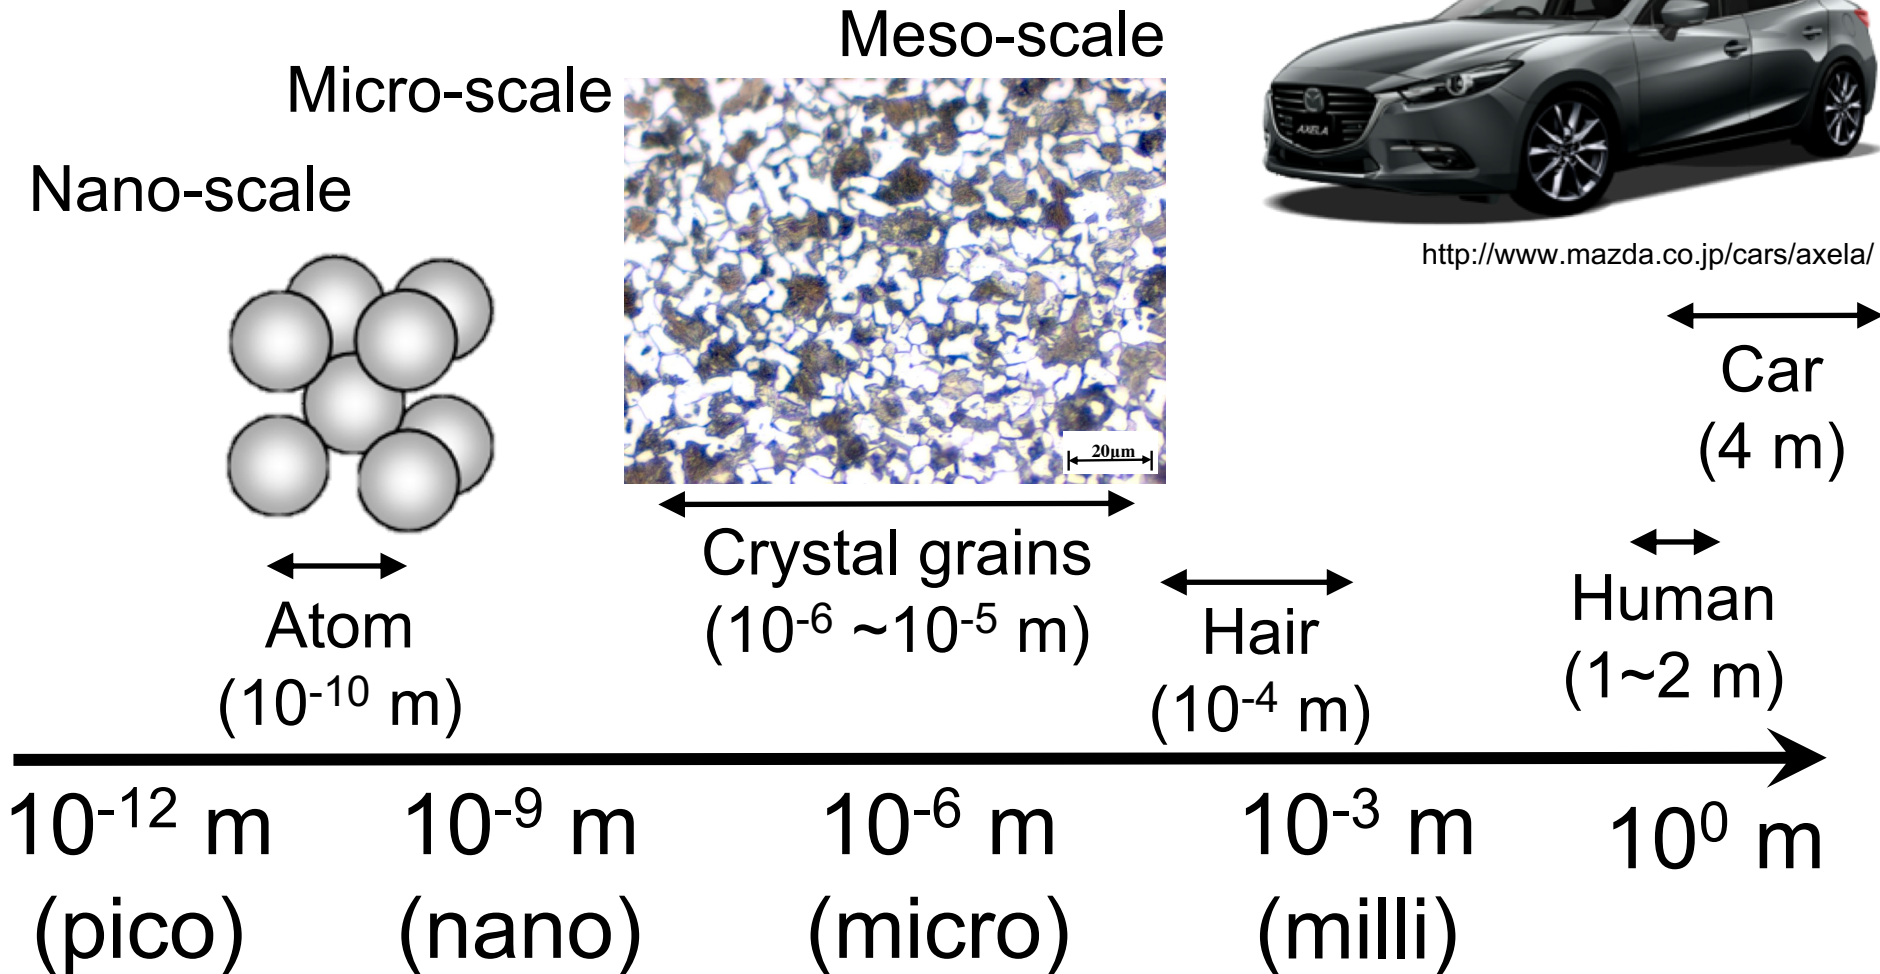 Meso-scale
Micro-scale
Nano-scale
AXELA
http://www.mazda.co.jp/cars/axela/
20μm
Car
(4 m)
Crystal grains
(10⁻⁶ ~10⁻⁵ m)
Atom
(10⁻¹⁰ m)
Hair
(10⁻⁴ m)
Human
(1~2 m)
10⁻¹² m
(pico)
10⁻⁹ m
(nano)
10⁻⁶ m
(micro)
10⁻³ m
(milli)
10⁰ m